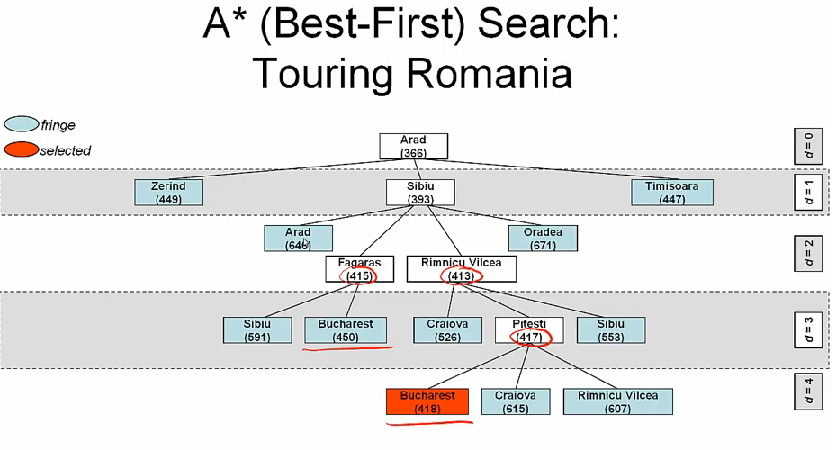 A* (Best-First) Search:
Touring Romania
fringe
selected
Arad
(366)
d = 0
Zerind
(449)
Sibiu
(393)
Timisoara
(447)
d = 1
Arad
Oradea
(671)
d = 2
Fagaras
(415)
Rimnicu Vilcea
(413)
Sibiu
(591)
Bucharest
(450)
Craiova
(526)
Pitesti
(417)
Sibiu
(553)
d = 3
Bucharest
(418)
Craiova
(615)
Rimnicu Vilcea
(607)
d = 4